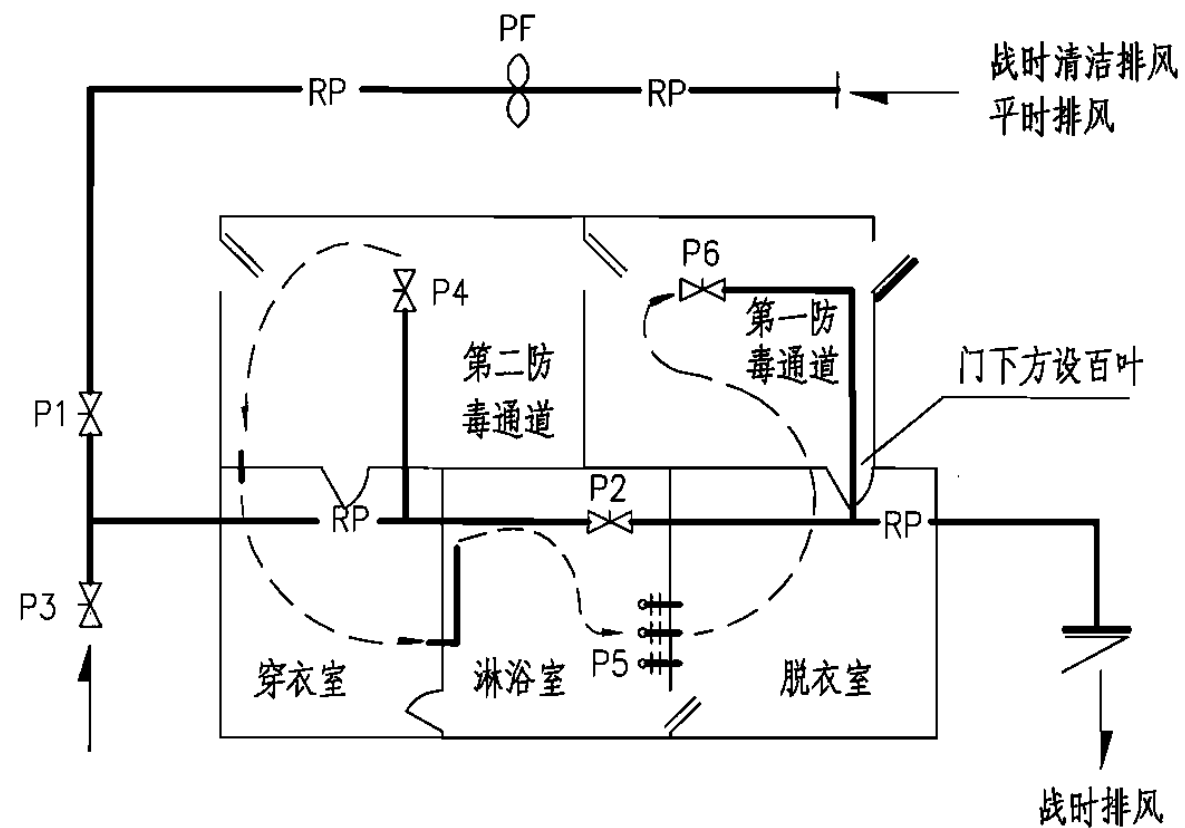 PF
战时清洁排风
平时排风
RP
RP
P6
P4
第一防
毒通道
第二防
毒通道
门下方设百叶
P1
P2
RP
RP
P3
P5
穿衣室
淋浴室
脱衣室
战时排风